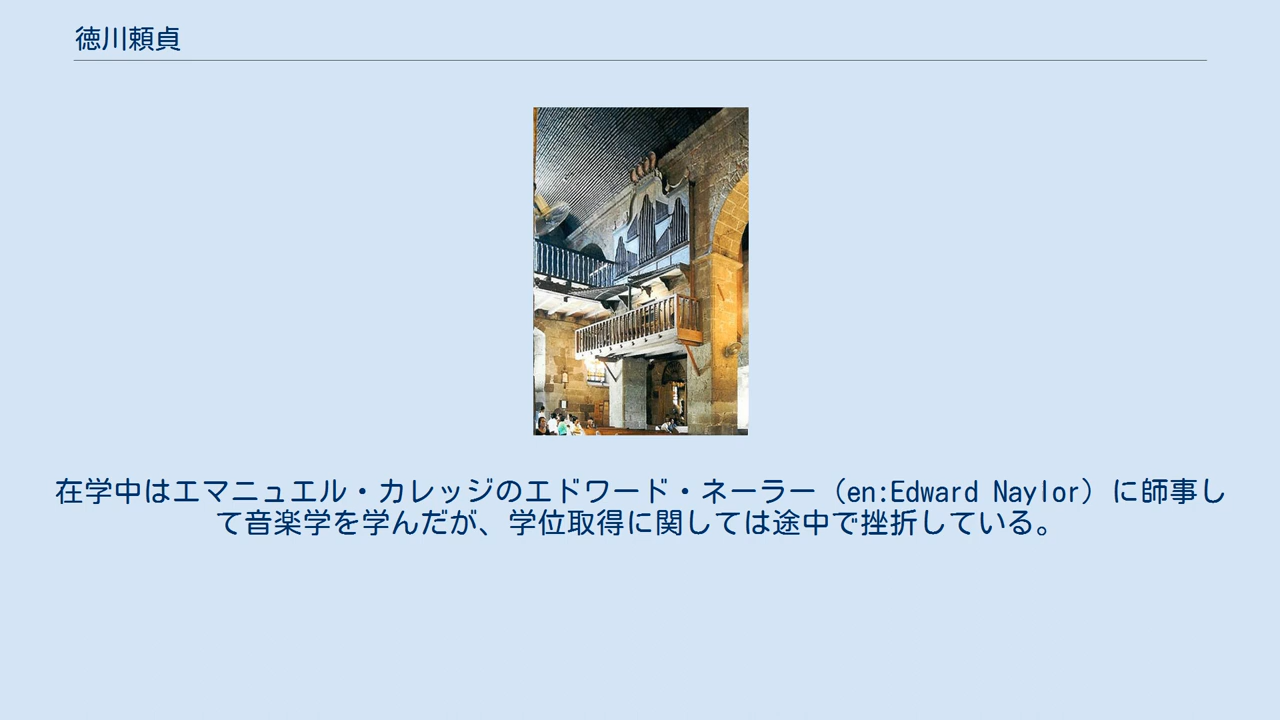 徳川頼貞
在学中はエマニュエル・カレッジのエドワード・ネーラー（en:Edward Naylor）に師事し
て音楽学を学んだが、学位取得に関しては途中で挫折している。